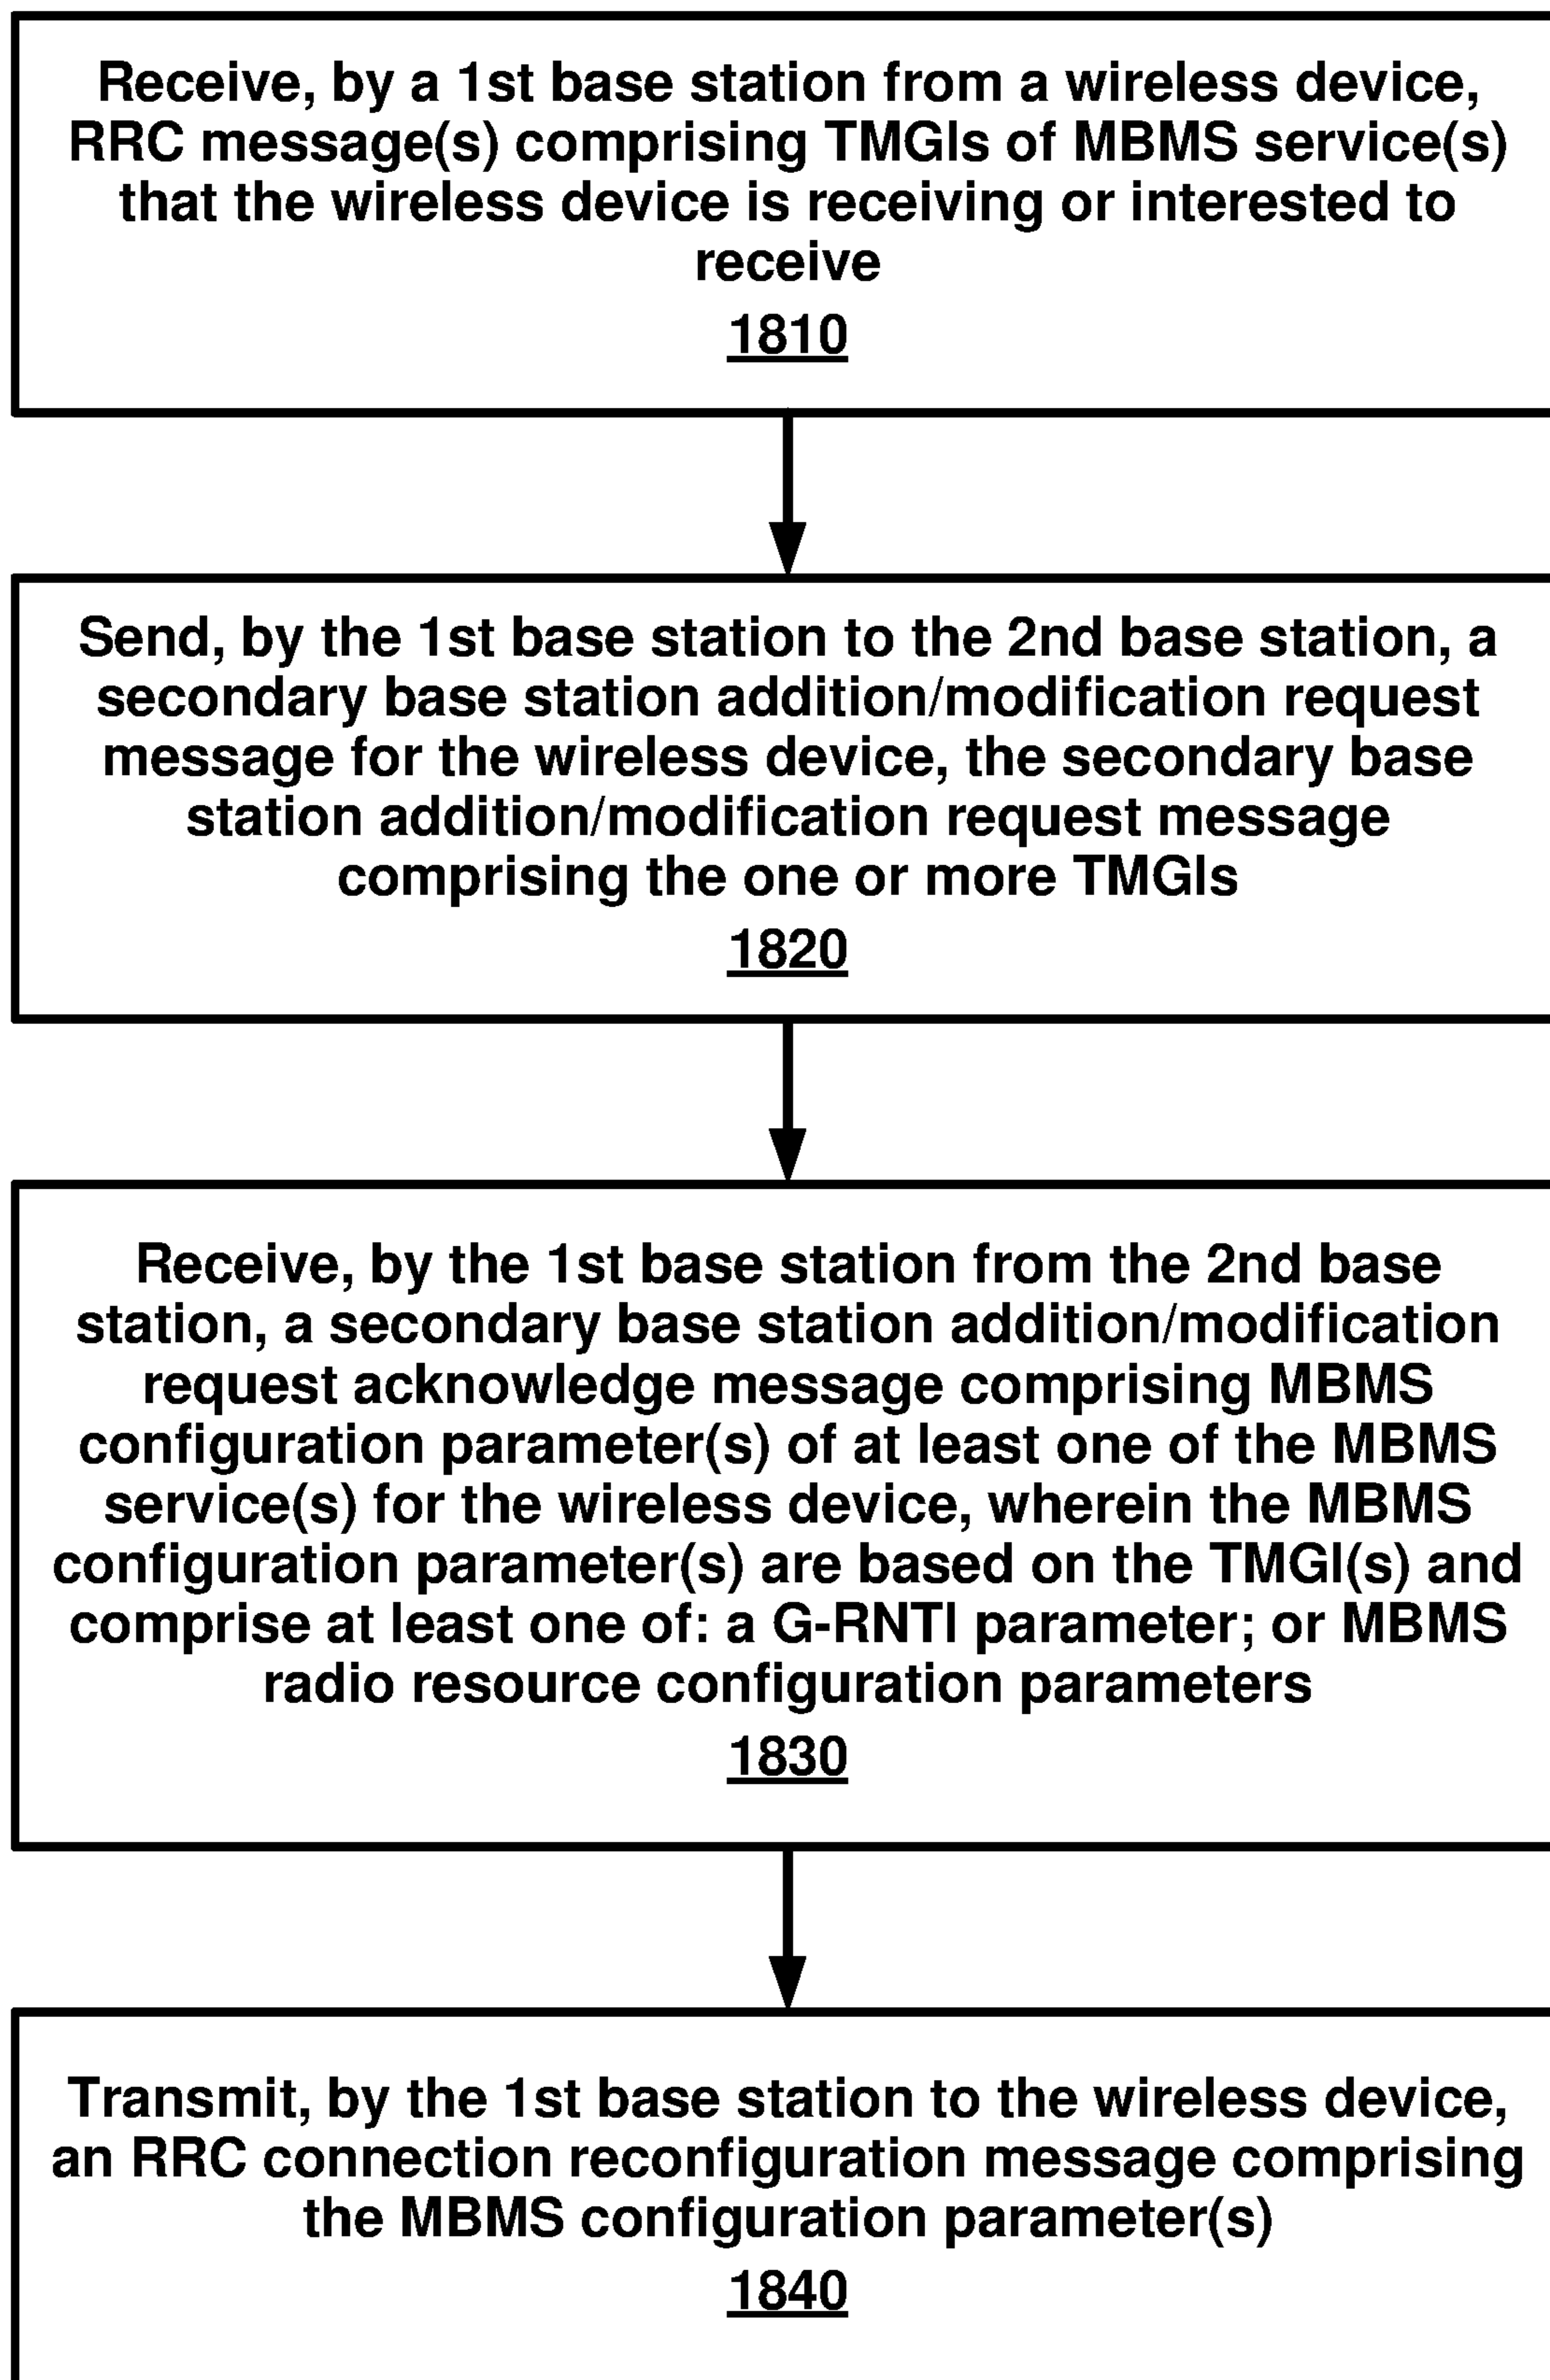 Receive, by a 1st base station from a wireless device,
RRC message(s) comprising TMGIs of MBMS service(s)
that the wireless device is receiving or interested to
receive
1810
Send, by the 1st base station to the 2nd base station, a
secondary base station addition/modification request
message for the wireless device, the secondary base
station addition/modification request message
comprising the one or more TMGIs
1820
Receive, by the 1st base station from the 2nd base
station, a secondary base station addition/modification
request acknowledge message comprising MBMS
configuration parameter(s) of at least one of the MBMS
service(s) for the wireless device, wherein the MBMS
configuration parameter(s) are based on the TMGI(s) and
comprise at least one of: a G-RNTI parameter; or MBMS
radio resource configuration parameters
1830
Transmit, by the 1st base station to the wireless device,
an RRC connection reconfiguration message comprising
the MBMS configuration parameter(s)
1840